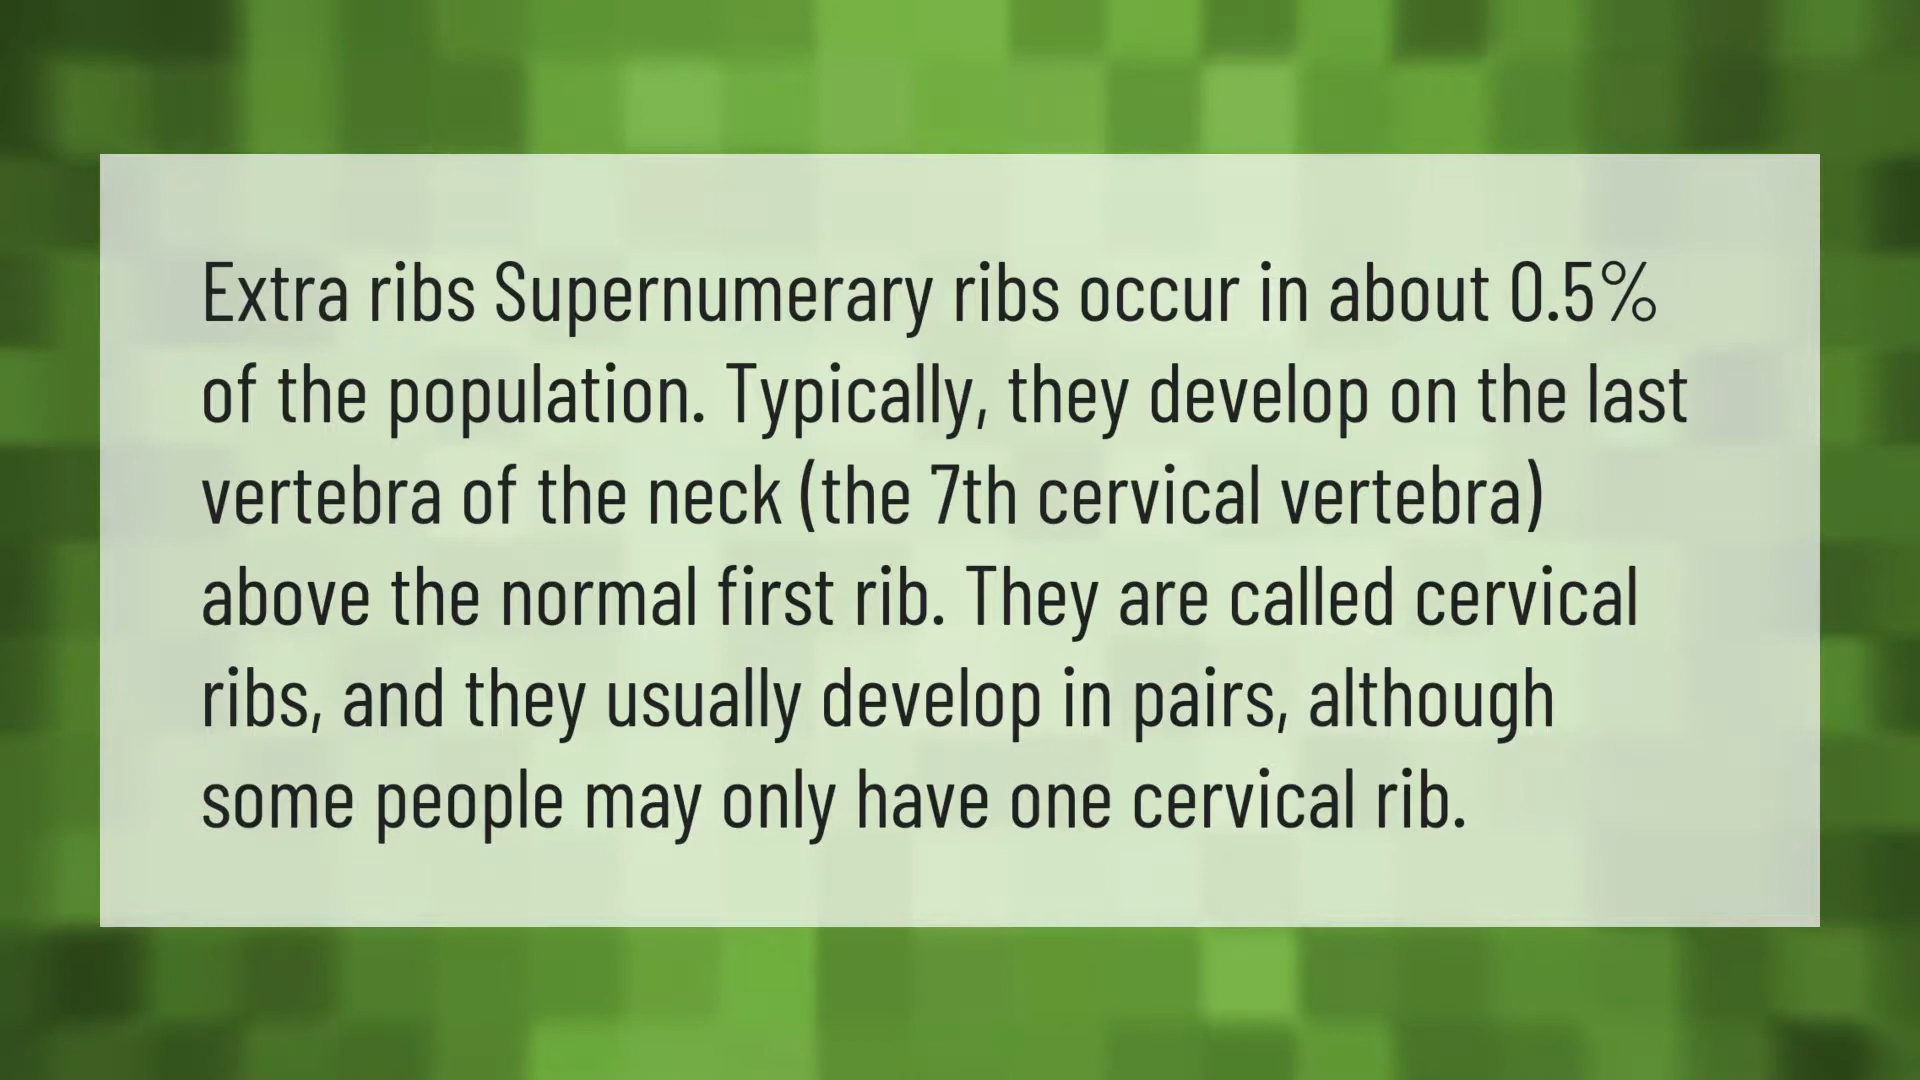 Extra ribs Supernumerary ribs occur in about 0.5%
of the population. Typically, they develop on the last
vertebra of the neck (the 7th cervical vertebra)
above the normal first rib. They are called cervical
ribs, and they usually develop in pairs, although
some people may only have one cervical rib.